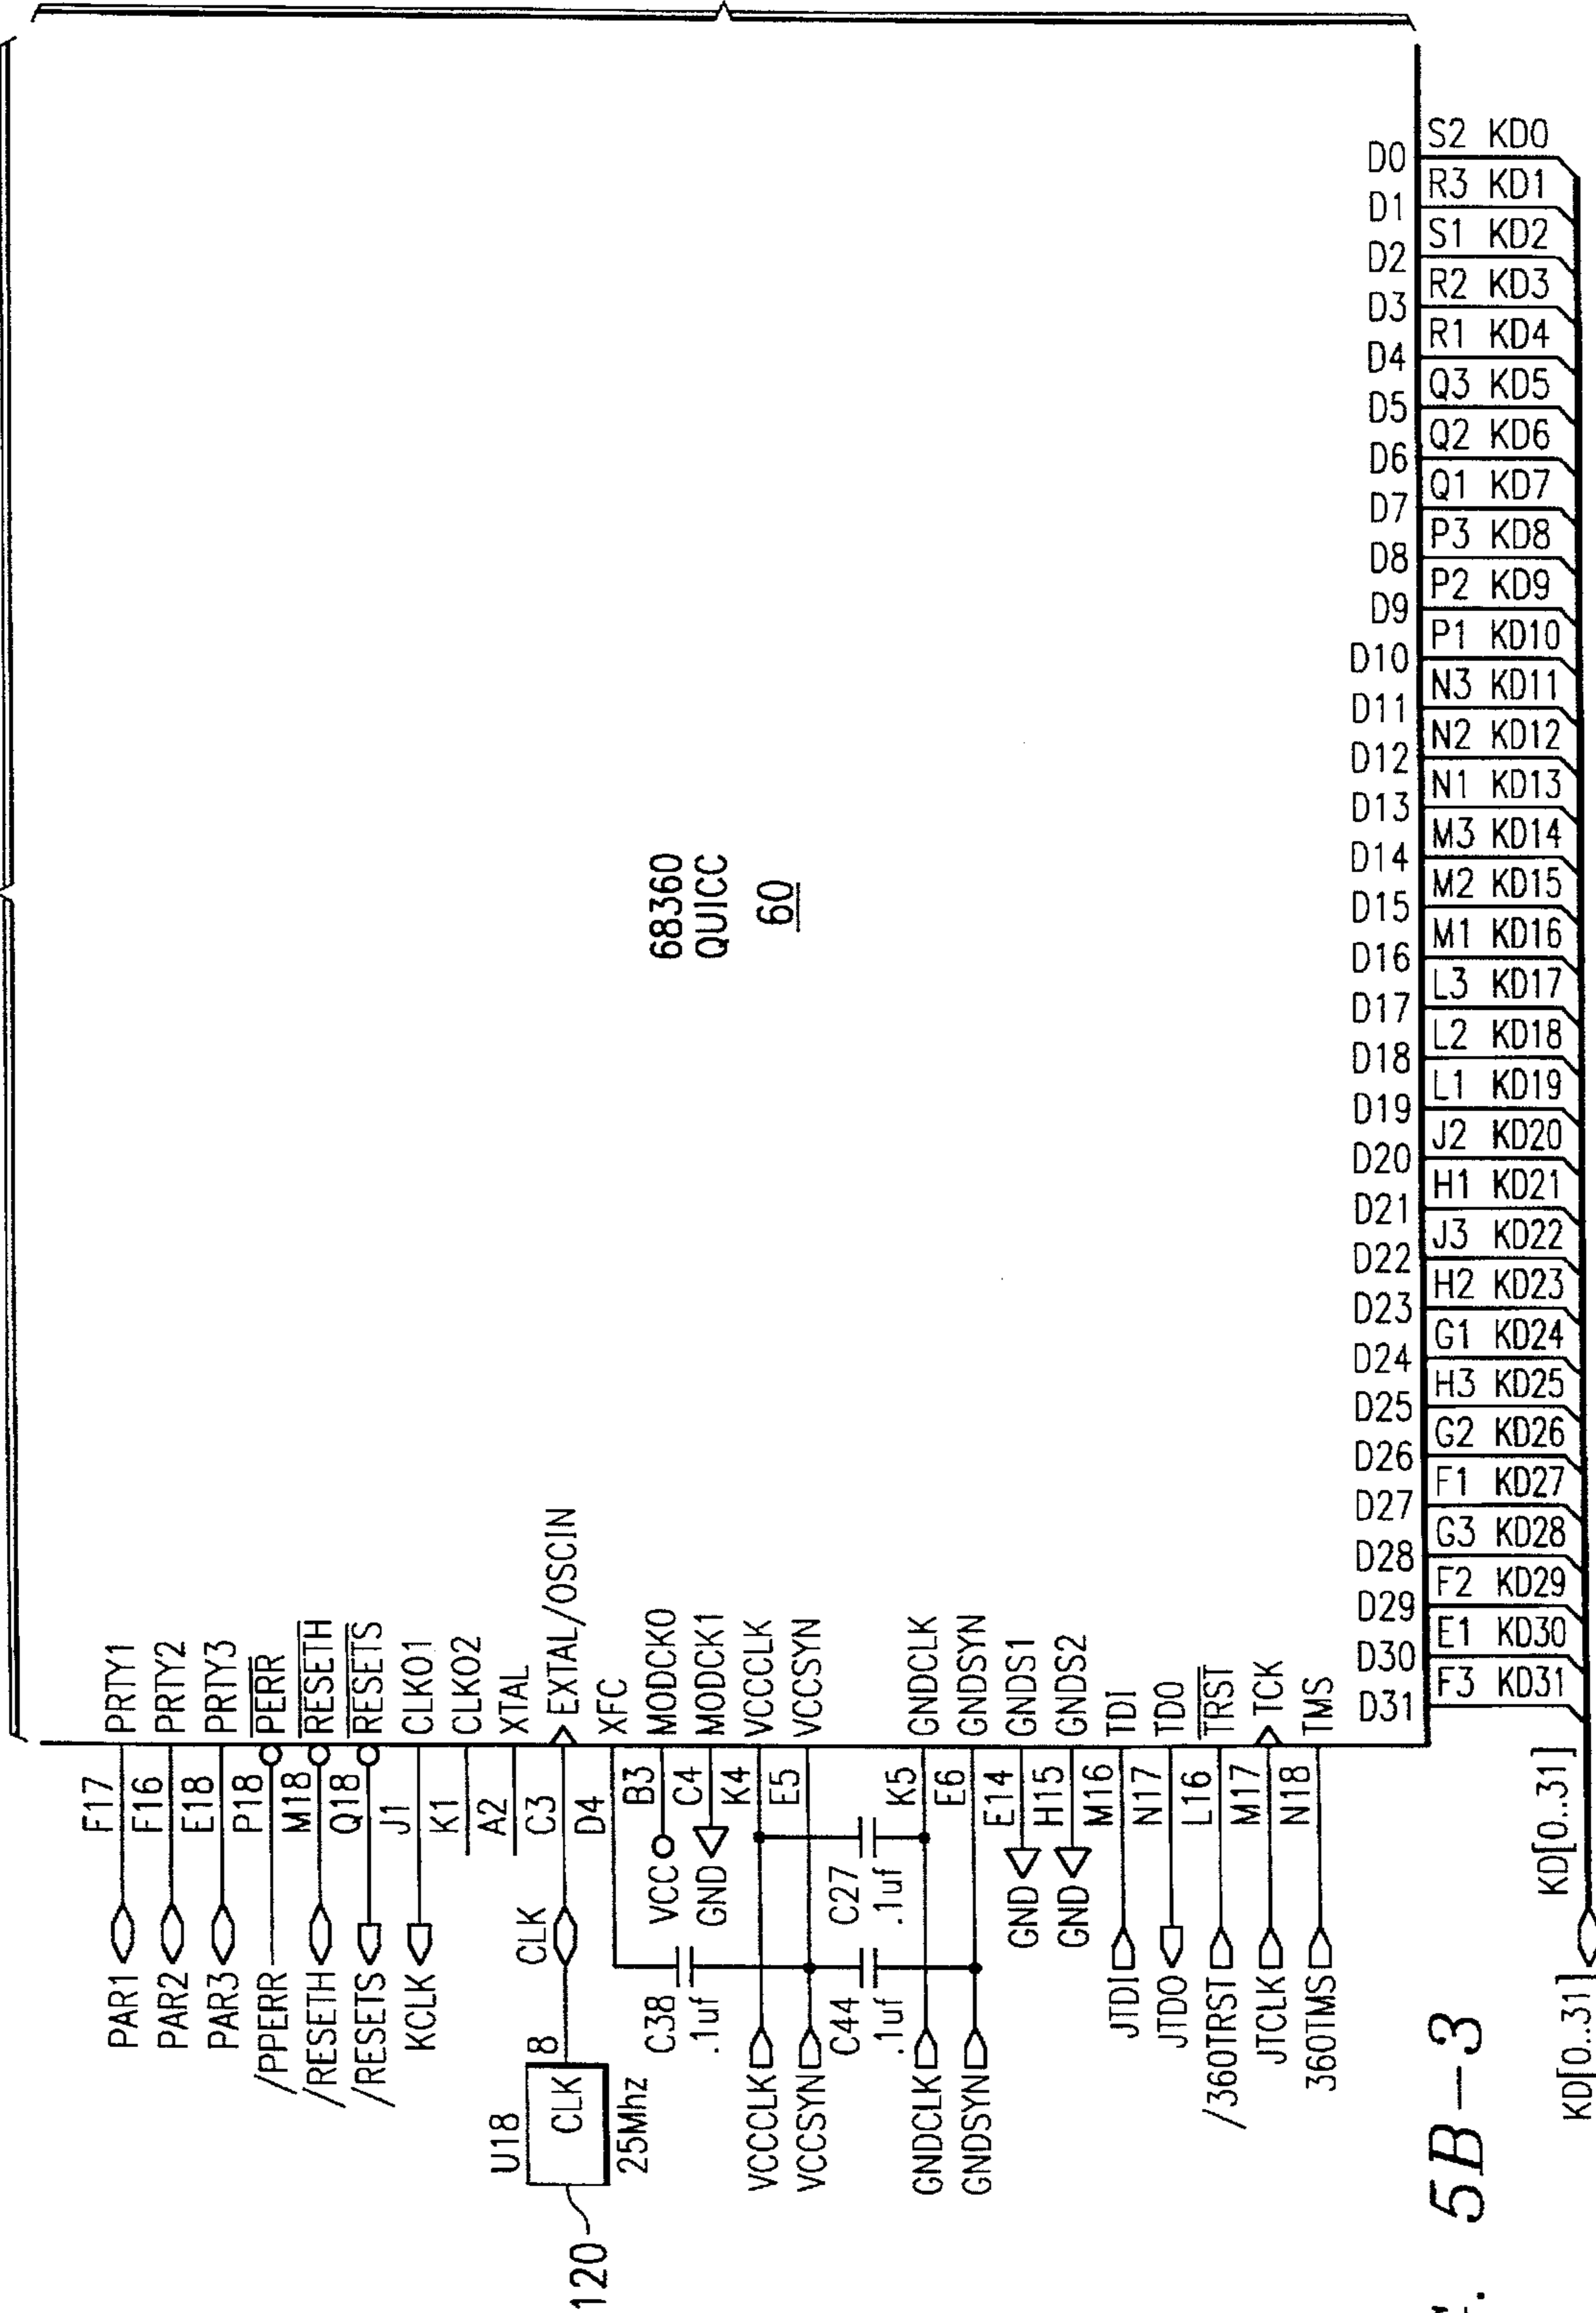 68360
QUICC
60
PAR1 F17 PRTY1
PAR2 F16 PRTY2
PAR3 E18 PRTY3
/PPERR P18 PERR
/RESETH M18 RESETH
/RESETS Q18 RESETS
KCLK J1 CLKO1
K1 CLKO2
A2 XTAL
U18
CLK 8 CLK C3 EXTAL/OSCIN
25Mhz
120
D4 XFC
VCC B3 MODCK0
GND C4 MODCK1
C38
.1uf
C27
.1uf
C44
.1uf
VCCCLK K4 VCCCLK
VCCSYN E5 VCCSYN
GNDCLK K5 GNDCLK
GNDSYN E6 GNDSYN
GND E14 GNDS1
GND H15 GNDS2
JTDI M16 TDI
JTDO N17 TDO
/360TRST L16 TRST
JTCLK M17 TCK
360TMS N18 TMS
D31 F3 KD31
D30 E1 KD30
D29 F2 KD29
D28 G3 KD28
D27 F1 KD27
D26 G2 KD26
D25 H3 KD25
D24 G1 KD24
D23 H2 KD23
D22 J3 KD22
D21 H1 KD21
D20 J2 KD20
D19 L1 KD19
D18 L2 KD18
D17 L3 KD17
D16 M1 KD16
D15 M2 KD15
D14 M3 KD14
D13 N1 KD13
D12 N2 KD12
D11 N3 KD11
D10 P1 KD10
D9 P2 KD9
D8 P3 KD8
D7 Q1 KD7
D6 Q2 KD6
D5 Q3 KD5
D4 R1 KD4
D3 R2 KD3
D2 S1 KD2
D1 R3 KD1
D0 S2 KD0
KD[0..31] KD[0..31]
5B-3